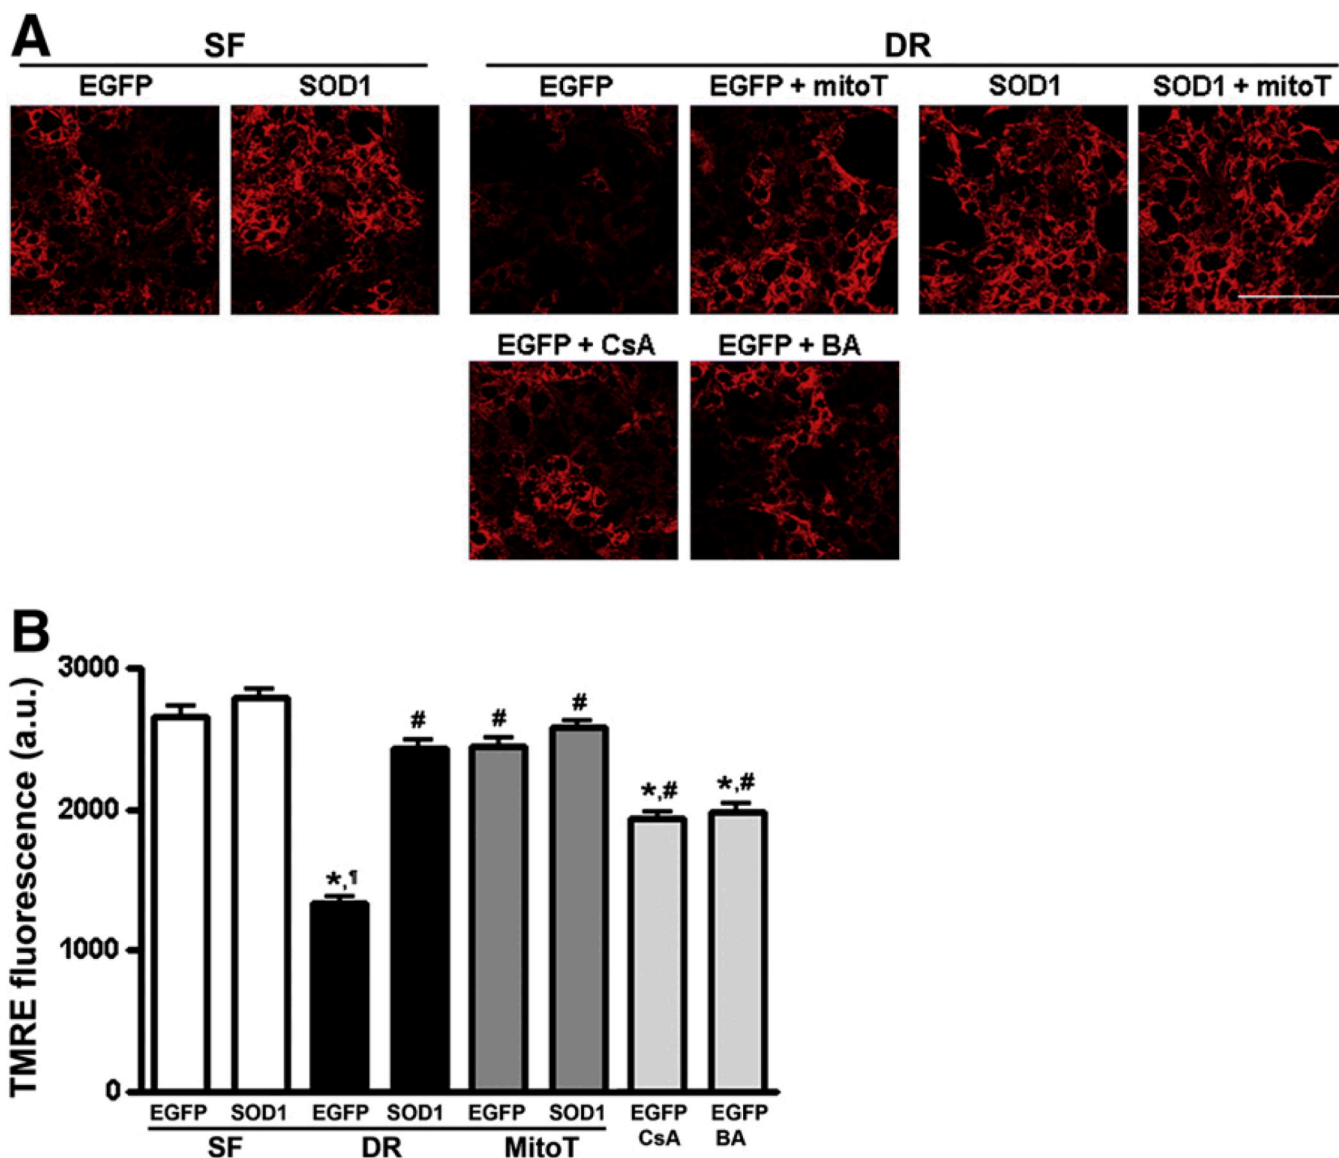 A
SF
DR
EGFP
SOD1
EGFP
EGFP + mitoT
SOD1
SOD1 + mitoT
EGFP + CsA
EGFP + BA
B
TMRE fluorescence (a.u.)
3000
2000
1000
0
*,¶
#
#
#
*,#
*,#
EGFP SOD1 EGFP SOD1 EGFP SOD1 EGFP EGFP
CsA BA
SF DR MitoT